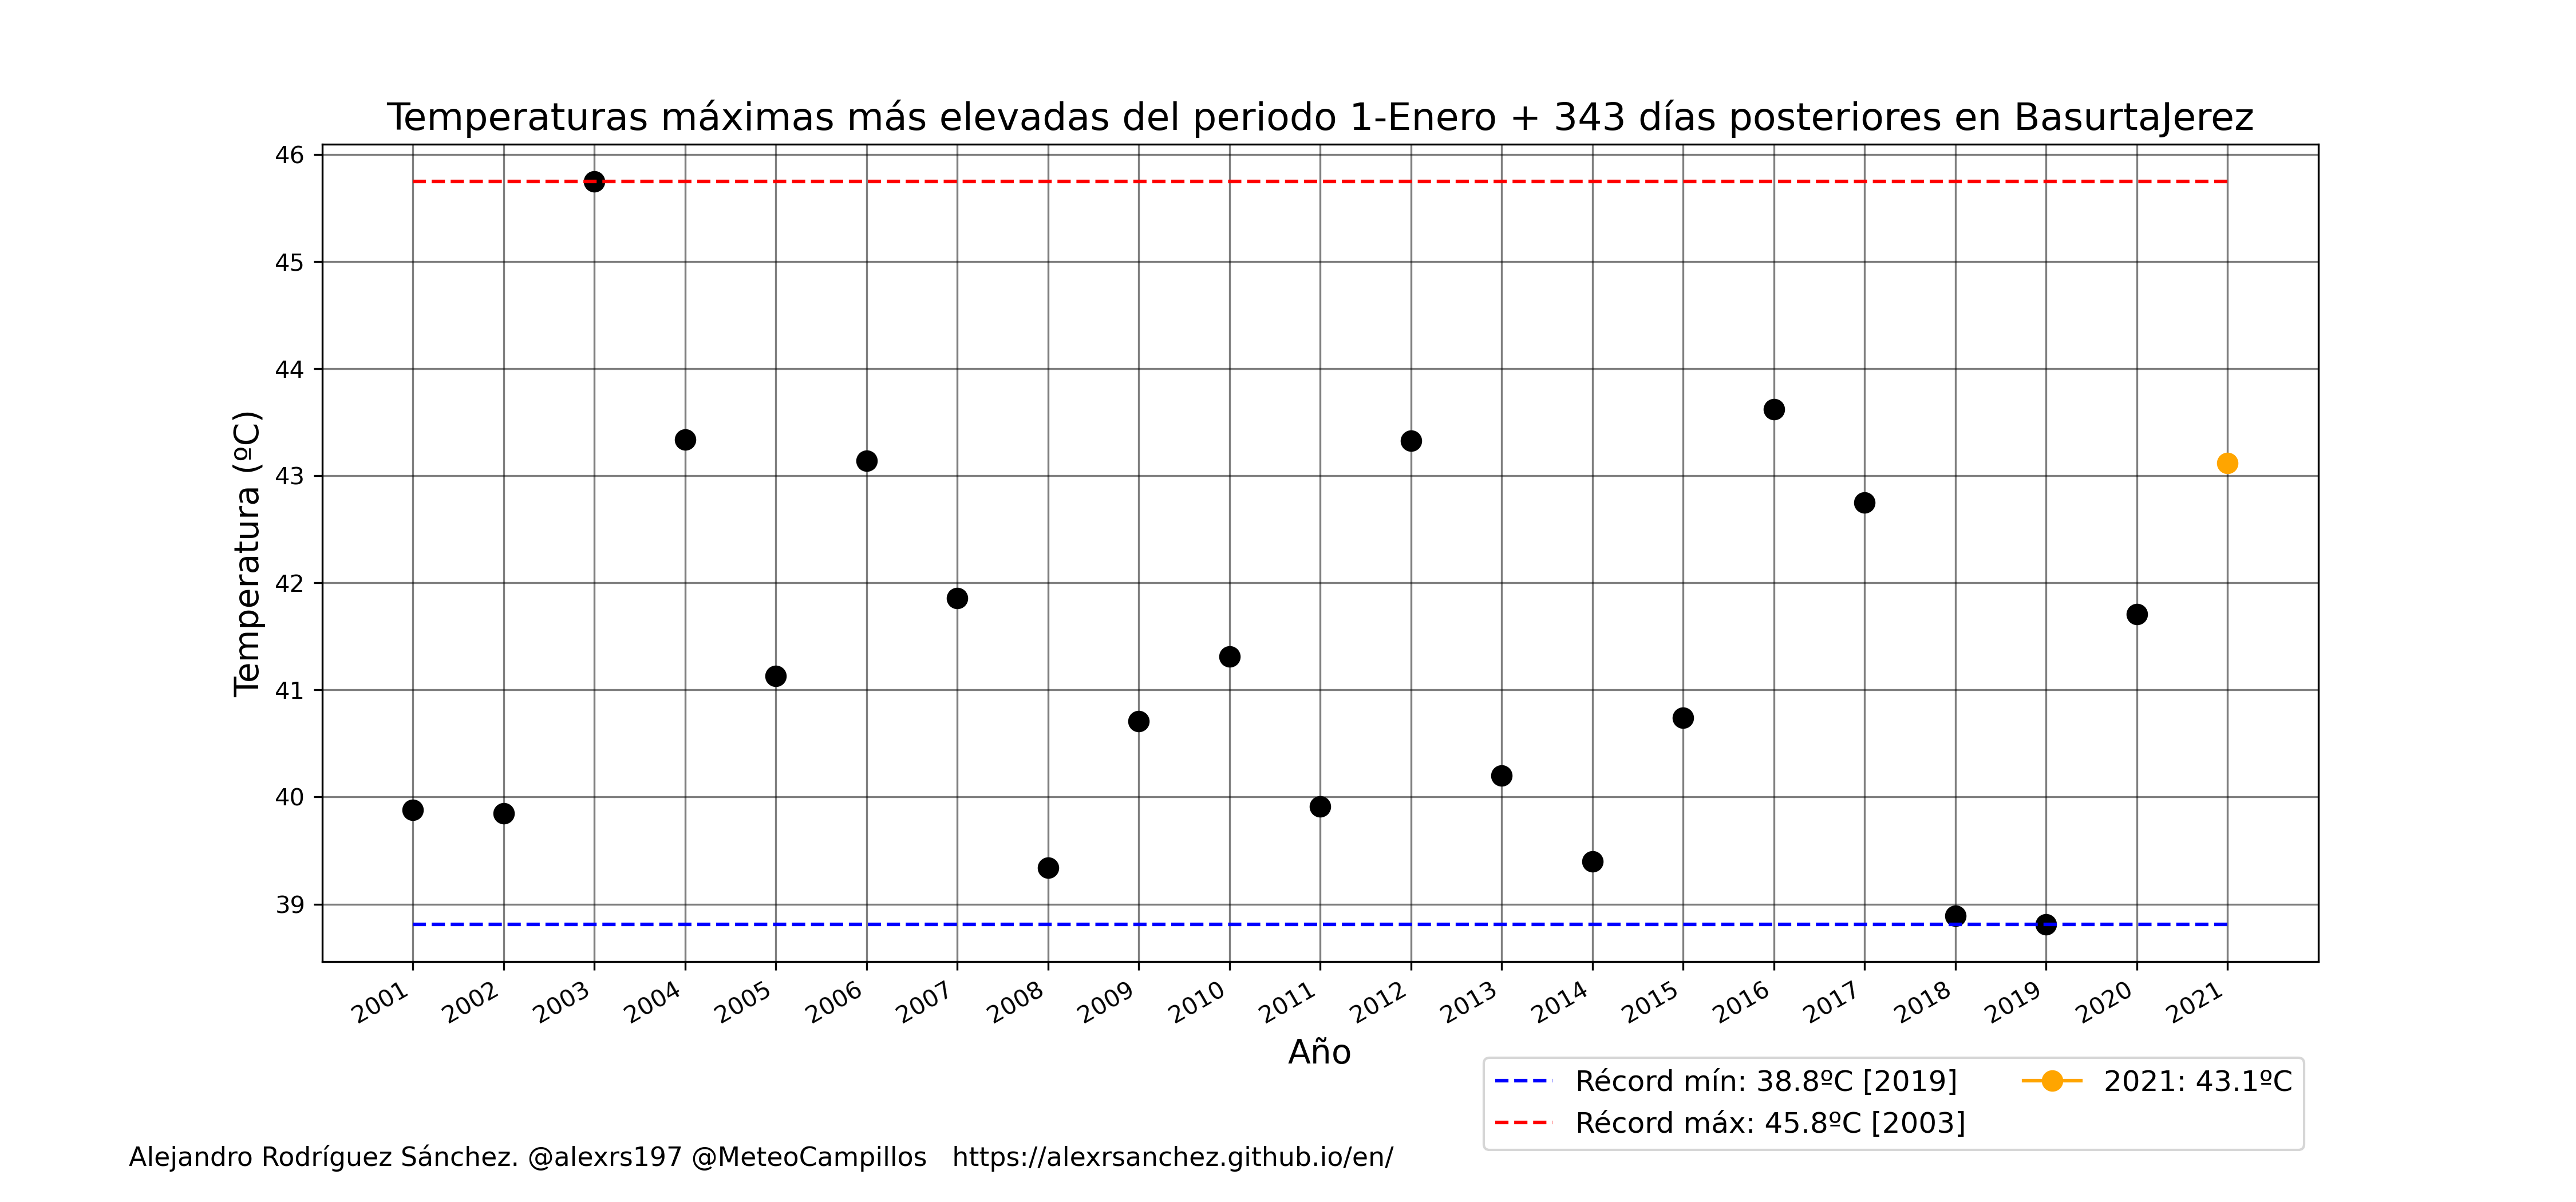 Temperaturas máximas más elevadas del periodo 1-Enero + 343 días posteriores en BasurtaJerez
46
45
44
43
42
41
40
39
Temperatura (ºC)
2001 2002 2003 2004 2005 2006 2007 2008 2009 2010 2011 2012 2013 2014 2015 2016 2017 2018 2019 2020 2021
Año
Récord mín: 38.8ºC [2019]
Récord máx: 45.8ºC [2003]
2021: 43.1ºC
Alejandro Rodríguez Sánchez. @alexrs197 @MeteoCampillos https://alexrsanchez.github.io/en/